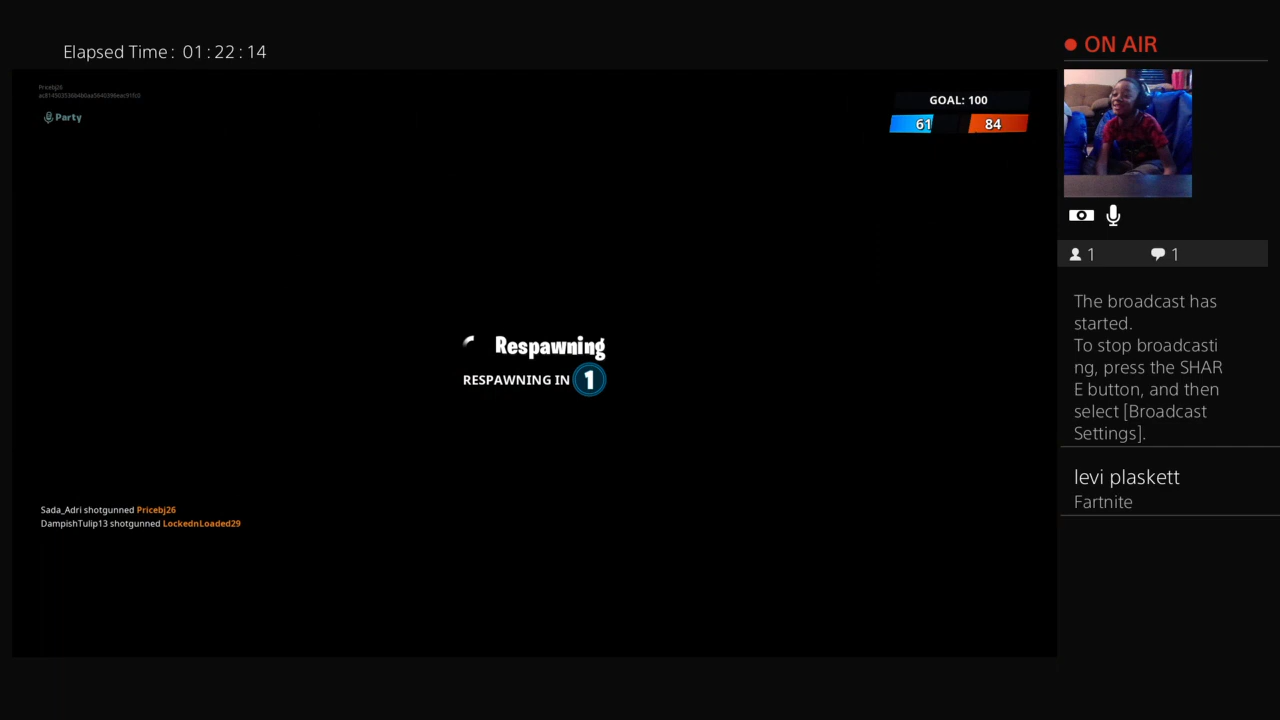 Elapsed Time: 01:22:14
ON AIR
Pricebj26
Party
GOAL: 100
61
84
1
1
Respawning
RESPAWNING IN 1
The broadcast has
started.
To stop broadcasti
ng, press the SHAR
E button, and then
select [Broadcast
Settings].
levi plaskett
Fartnite
Sada_Adri shotgunned Pricebj26
DampishTulip13 shotgunned LockednLoaded29